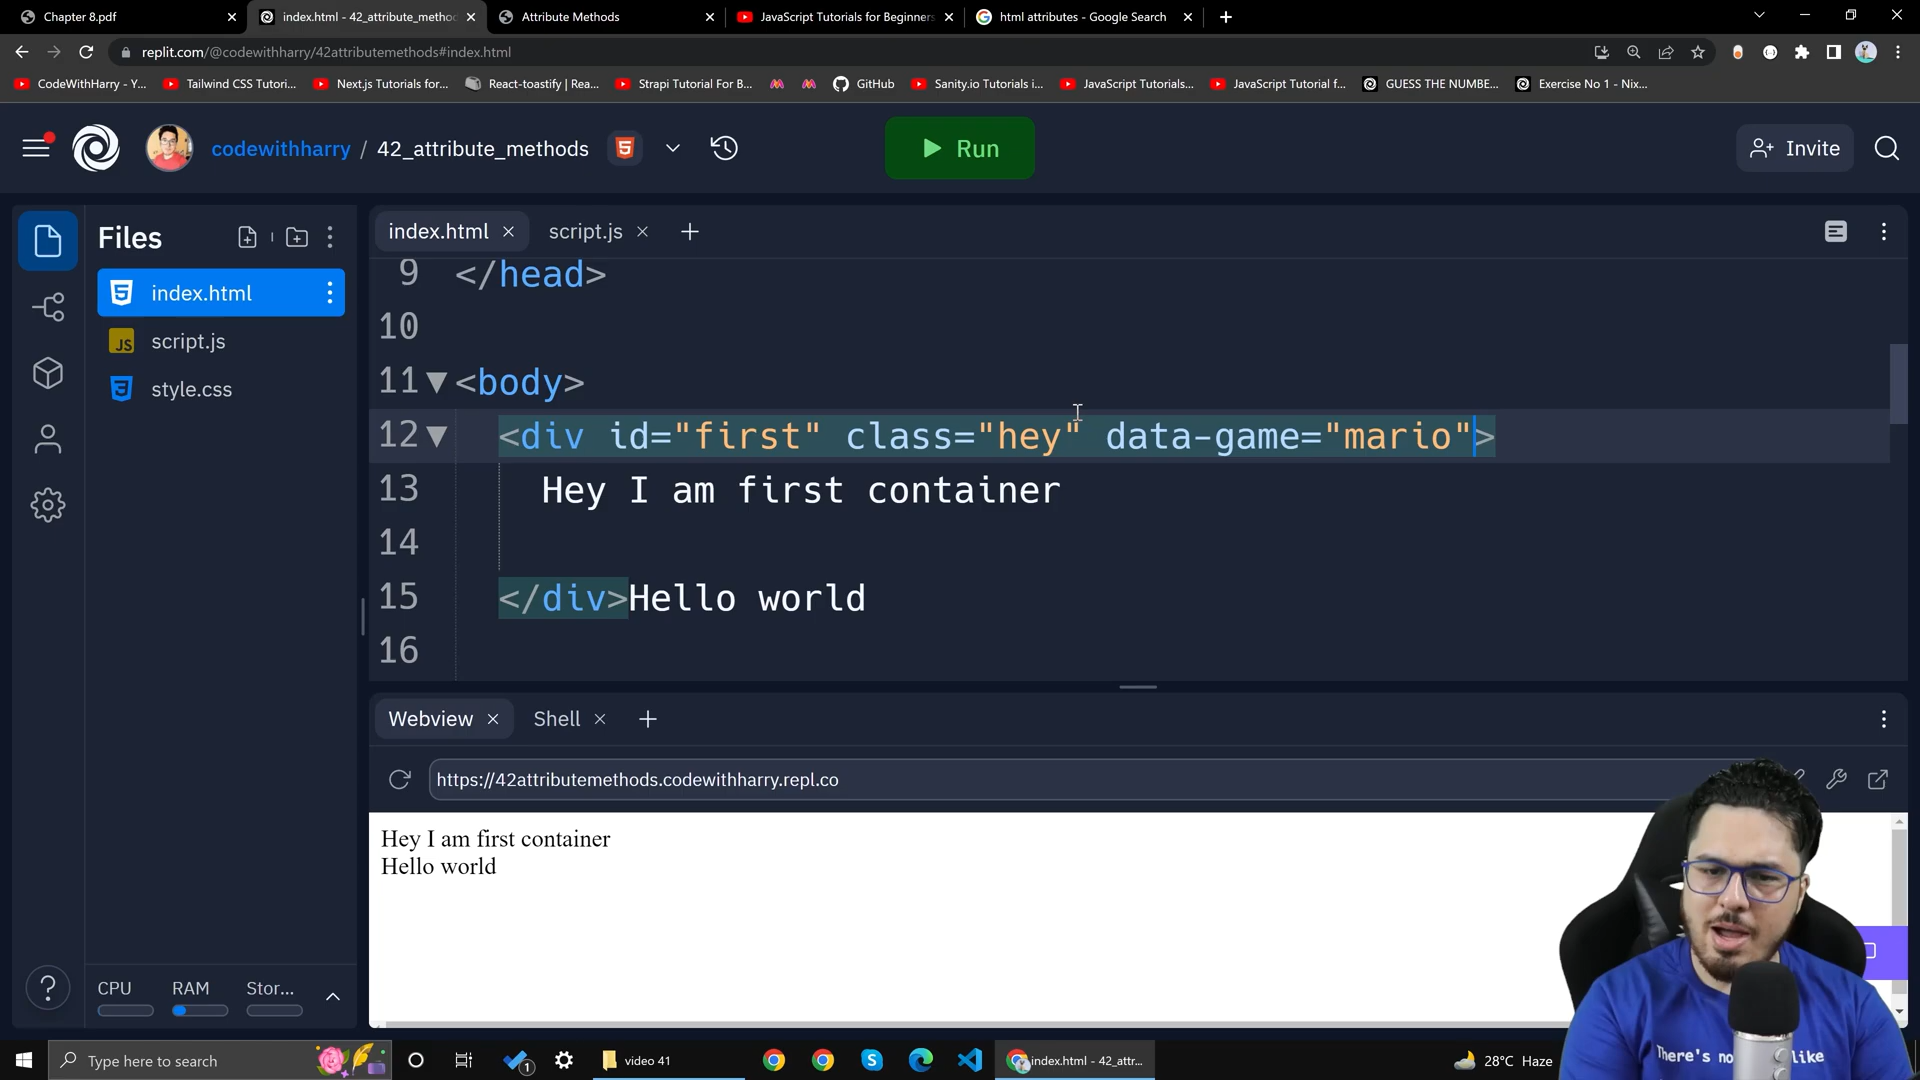 Chapter 8.pdf
index.html - 42_attribute_metho
Attribute Methods
JavaScript Tutorials for Beginners
html attributes - Google Search
replit.com/@codewithharry/42attributemethods#index.html
CodeWithHarry - Y...
Tailwind CSS Tutori...
Next.js Tutorials for...
React-toastify | Rea...
Strapi Tutorial For B...
GitHub
Sanity.io Tutorials i...
JavaScript Tutorials...
JavaScript Tutorial f...
GUESS THE NUMBE...
Exercise No 1 - Nix...
codewithharry / 42_attribute_methods
Run
Invite
Files
index.html
script.js
style.css
index.html
script.js
9 </head>
10
11 <body>
12 <div id="first" class="hey" data-game="mario">
13 Hey I am first container
14
15 </div>Hello world
16
Webview
Shell
https://42attributemethods.codewithharry.repl.co
Hey I am first container
Hello world
CPU
RAM
Stor...
There's no
like
Type here to search
1
video 41
index.html - 42_attr...
28°C Haze